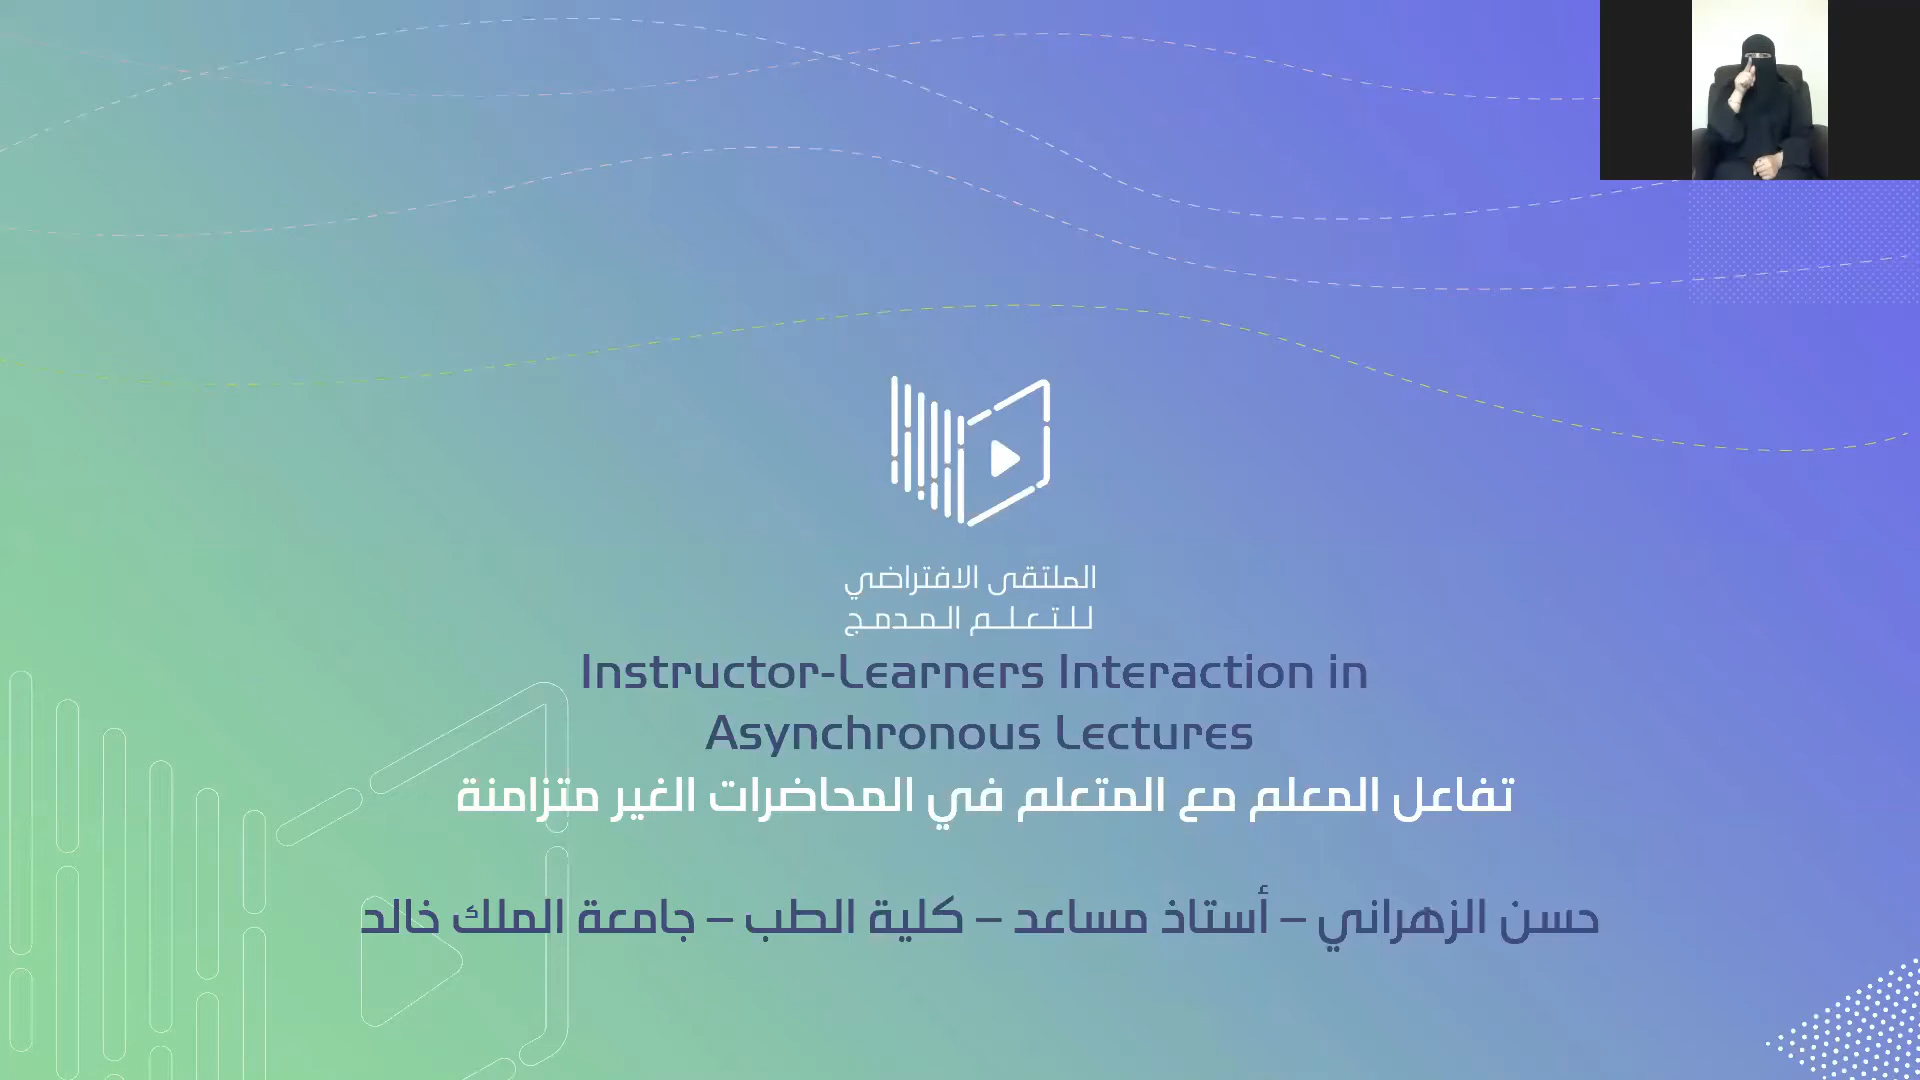 الملتقى الافتراضي
للتعلم المدمج
Instructor-Learners Interaction in
Asynchronous Lectures
تفاعل المعلم مع المتعلم في المحاضرات الغير متزامنة
حسن الزهراني – أستاذ مساعد – كلية الطب – جامعة الملك خالد